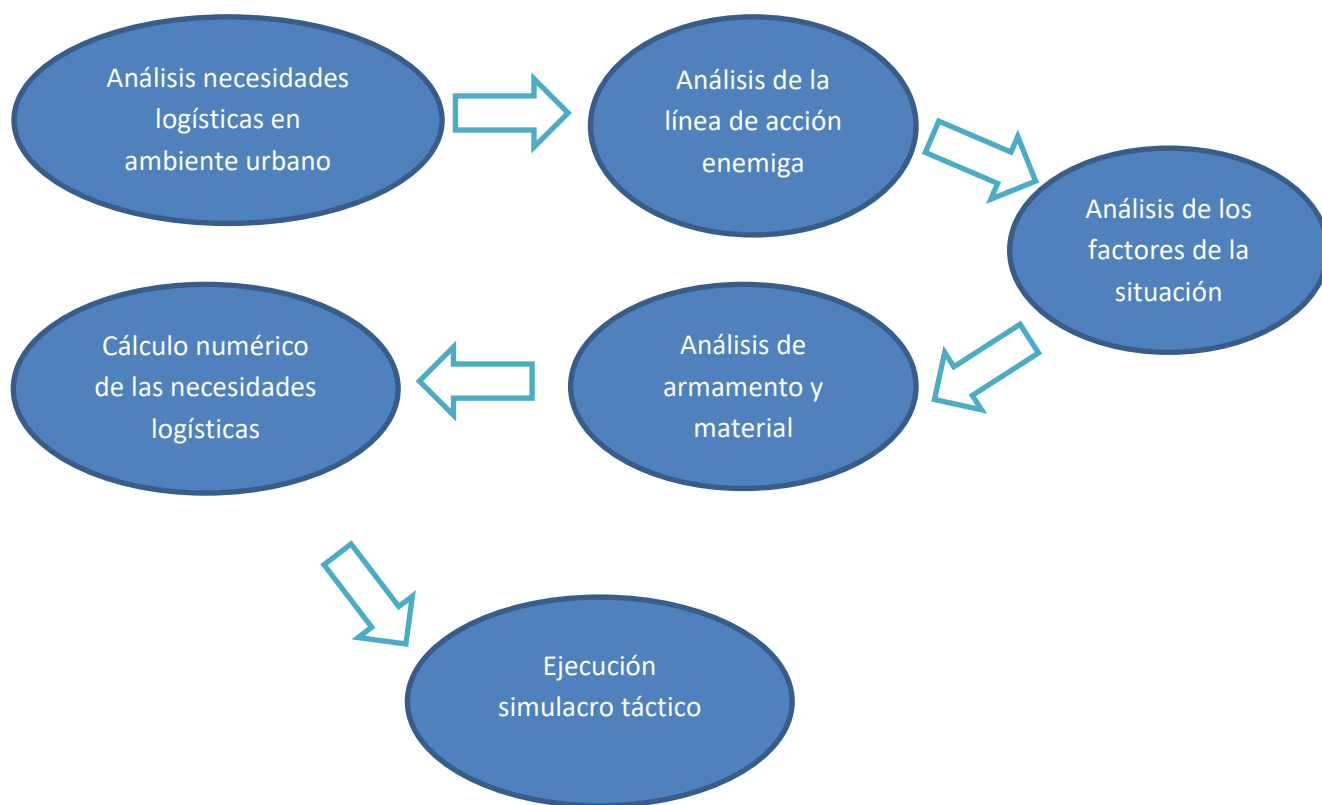 Análisis necesidades
logísticas en
ambiente urbano
Análisis de la
línea de acción
enemiga
Análisis de los
factores de la
situación
Análisis de
armamento y
material
Cálculo numérico
de las necesidades
logísticas
Ejecución
simulacro táctico